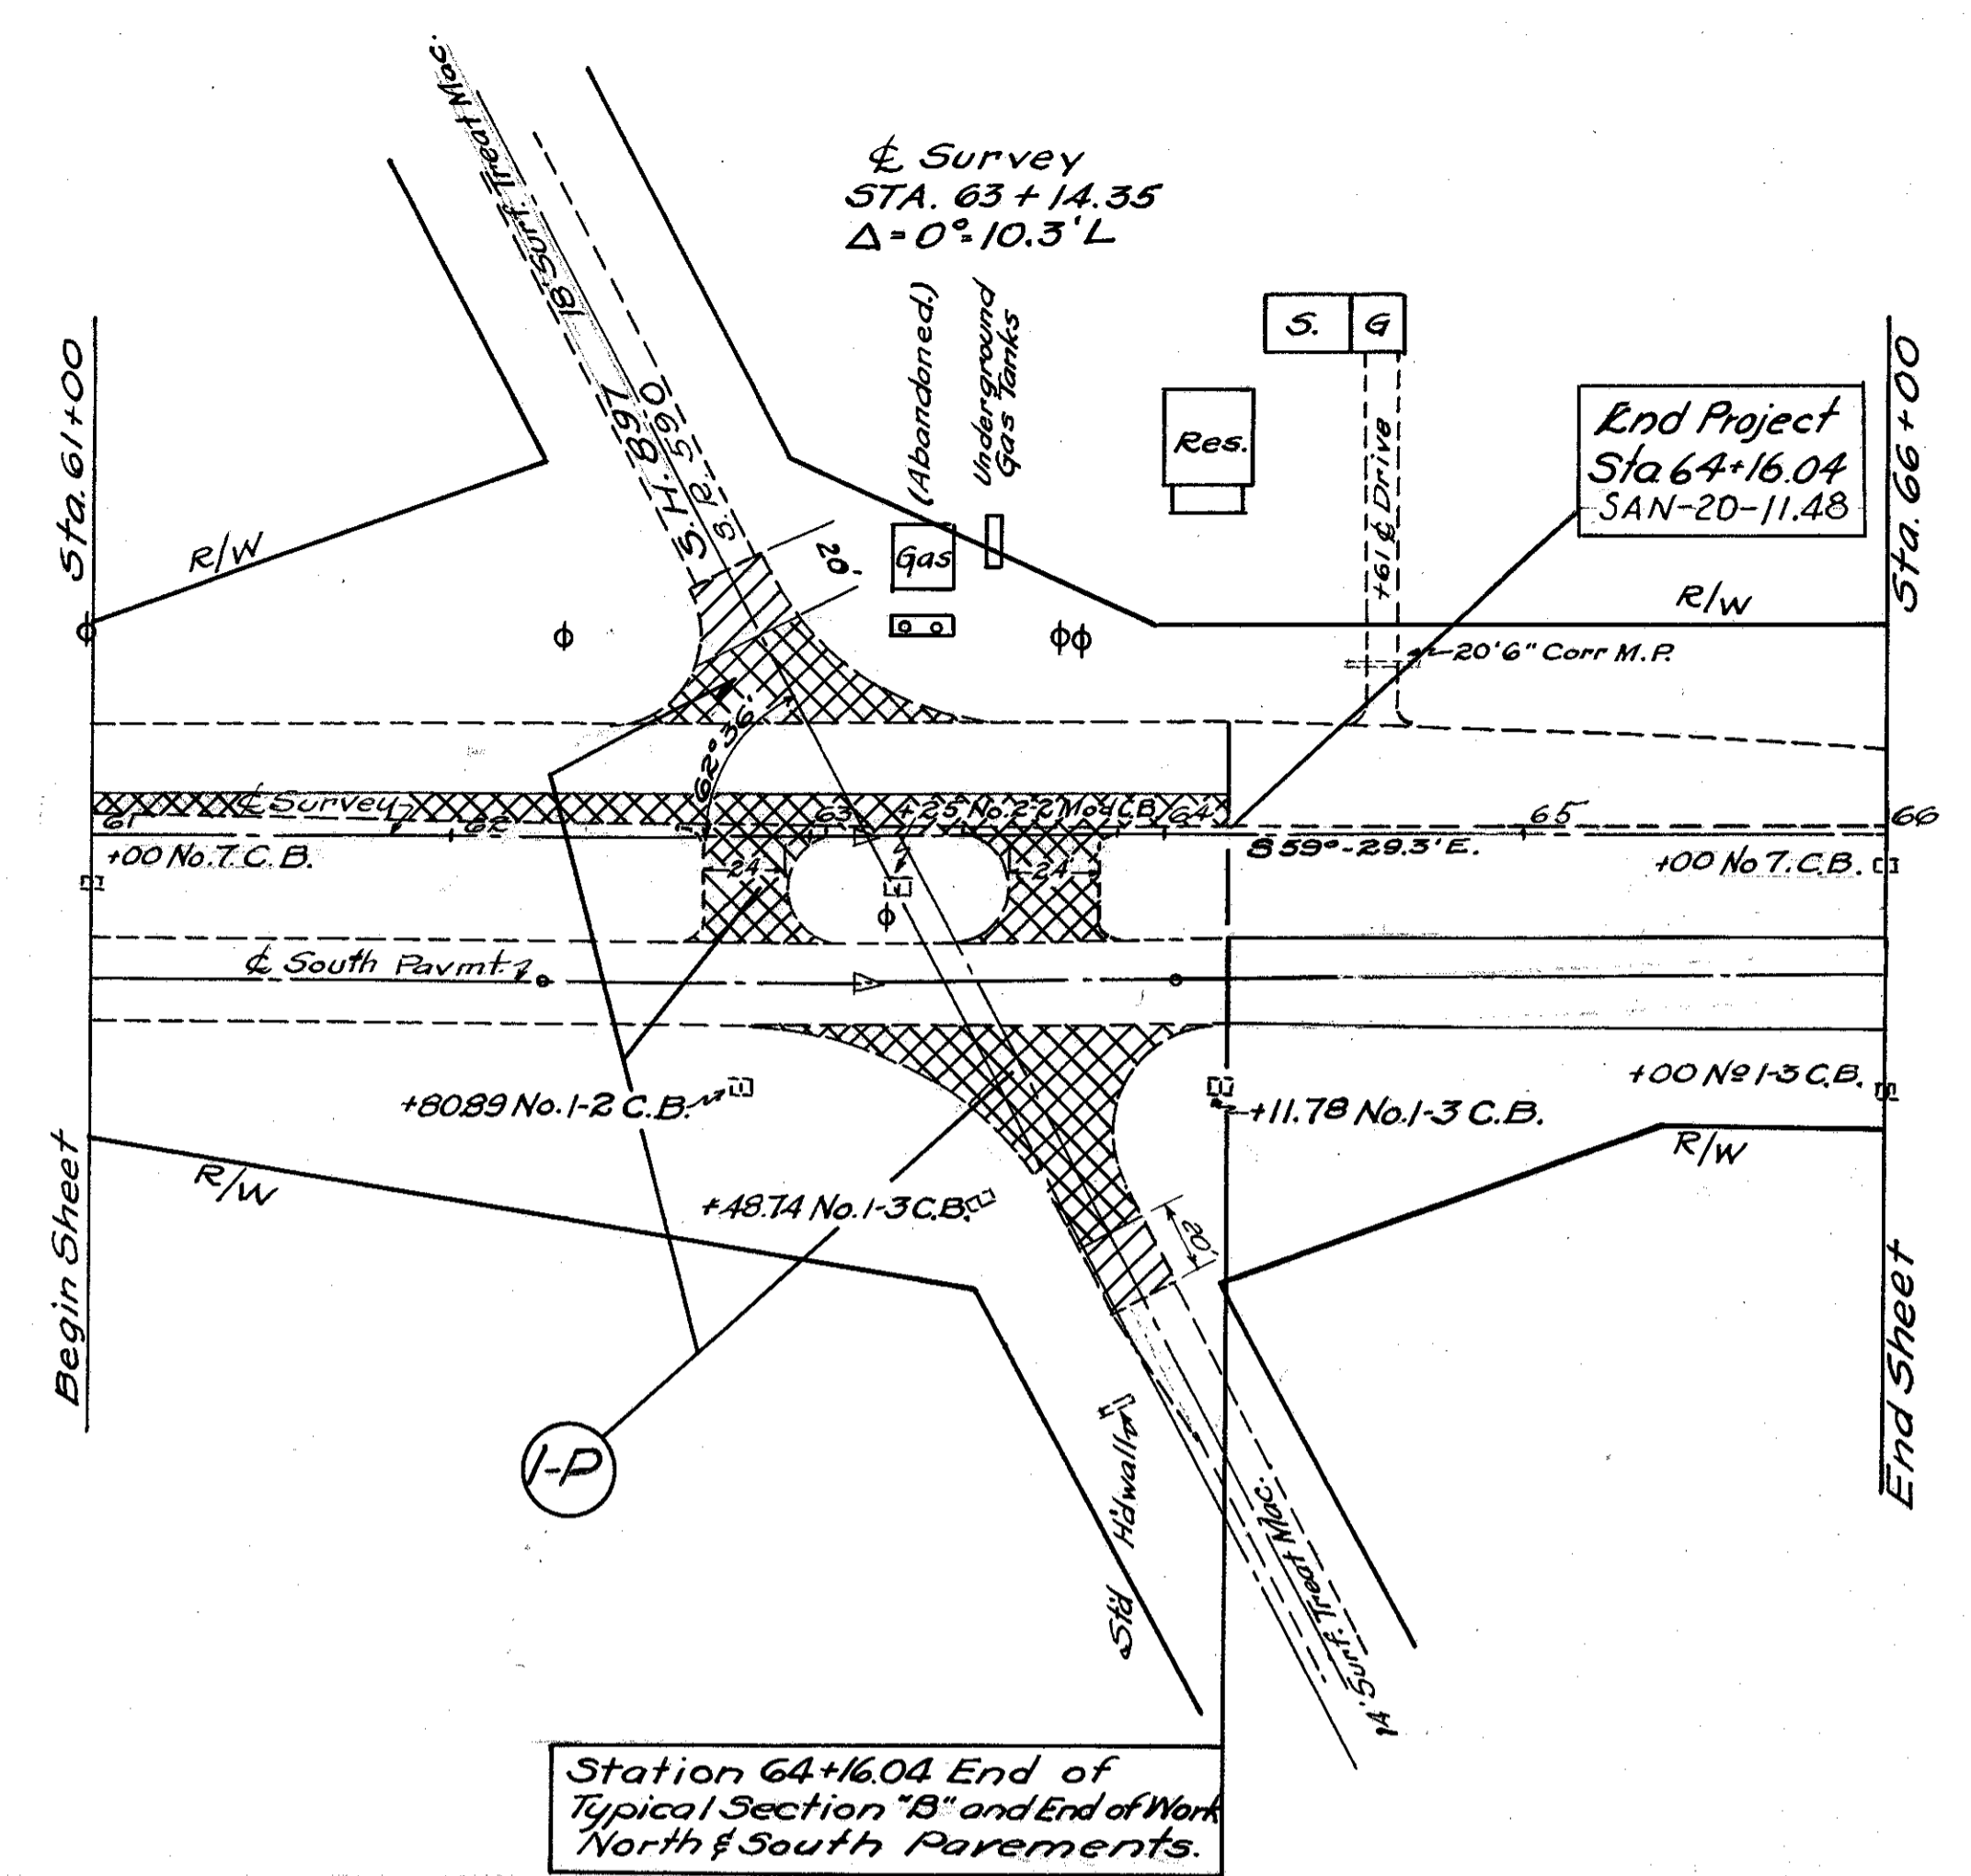 18' Surf. Treat Mac.
℄ Survey
STA. 63 + 14.35
Δ = 0°=10.3' L
(Abandoned.)
Underground
Gas Tanks
S.
G
Sta. 61+00
Sta. 66+00
S.H. 897
S.R. 590
Res.
+61 ℄ Drive
End Project
Sta 64+16.04
SAN-20-11.48
R/W
20'
Gas
R/W
20'6" Corr M.P.
62° 36'
℄ Survey
61
62
63
+25 No.2-2 Mod C.B.
64
65
66
+00 No.7. C.B.
24
24
S 59°-29.3' E.
+00 No 7. C.B.
℄ South Pavmt.
+80.89 No. 1-2 C.B.
+11.78 No. 1-3 C.B.
+00 Nº 1-3 C.B.
R/W
R/W
+48.74 No. 1-3 C.B.
20'
Begin Sheet
End Sheet
1-P
Std Hdwall
14' Surf. Treat Mac.
Station 64+16.04 End of
Typical Section "B" and End of Work
North & South Pavements.